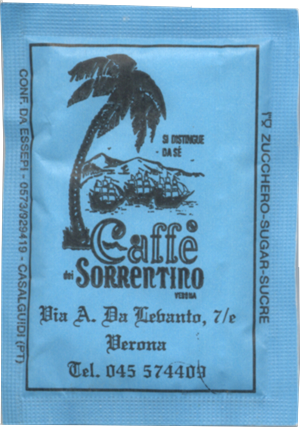 SI DISTINGUE
DA SÈ
Caffè
del SORRENTINO
VERONA
Via A. Da Levanto, 7/e
Verona
Tel. 045 574409
CONF. DA ESSEPI - 0573/929419 - CASALGUIDI (PT)
ZUCCHERO-SUGAR-SUCRE